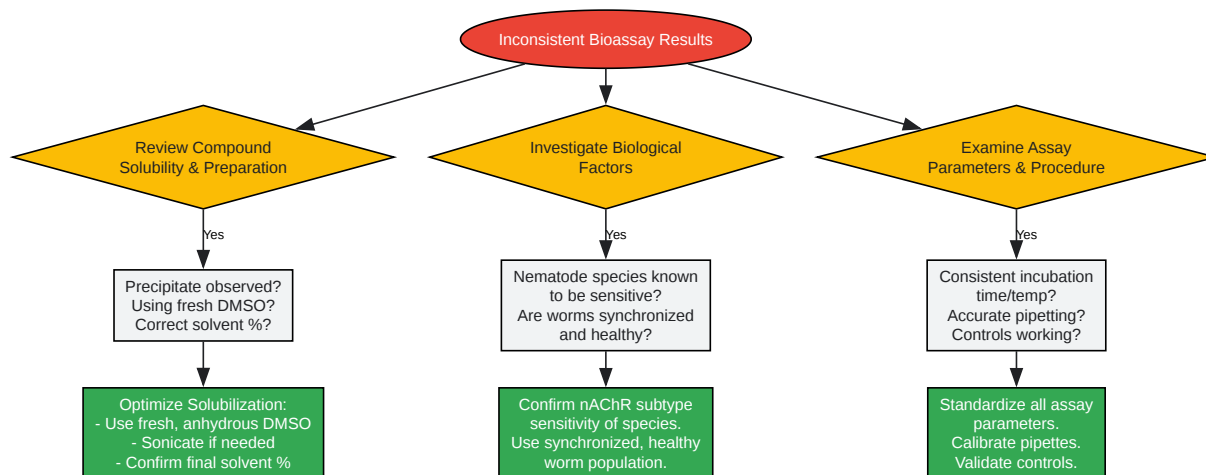 Inconsistent Bioassay Results
Review Compound
Solubility & Preparation
Investigate Biological
Factors
Examine Assay
Parameters & Procedure
Yes
Yes
Yes
Precipitate observed?
Using fresh DMSO?
Correct solvent %?
Nematode species known
to be sensitive?
Are worms synchronized
and healthy?
Consistent incubation
time/temp?
Accurate pipetting?
Controls working?
Optimize Solubilization:
- Use fresh, anhydrous DMSO
- Sonicate if needed
- Confirm final solvent %
Confirm nAChR subtype
sensitivity of species.
Use synchronized, healthy
worm population.
Standardize all assay
parameters.
Calibrate pipettes.
Validate controls.